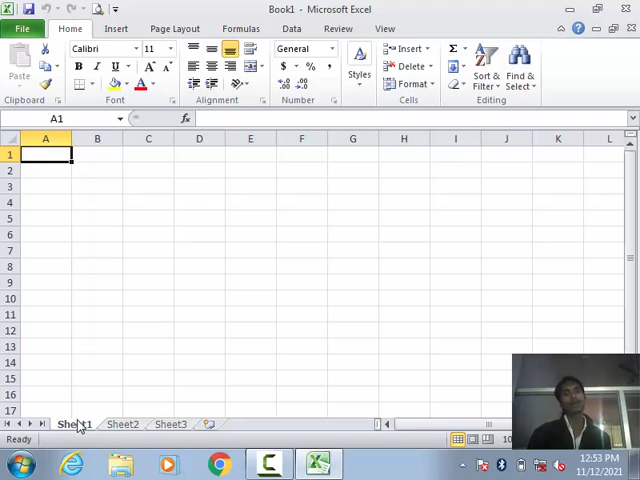 Book1 - Microsoft Excel
File Home Insert Page Layout Formulas Data Review View
Paste Calibri 11 General Styles Insert Delete Format Sort & Filter Find & Select
B I U A $ % ,
Clipboard Font Alignment Number Cells Editing
A1 fx
A B C D E F G H I J K L
1
2
3
4
5
6
7
8
9
10
11
12
13
14
15
16
17
Sheet1 Sheet2 Sheet3
Ready
12:53 PM
11/12/2021